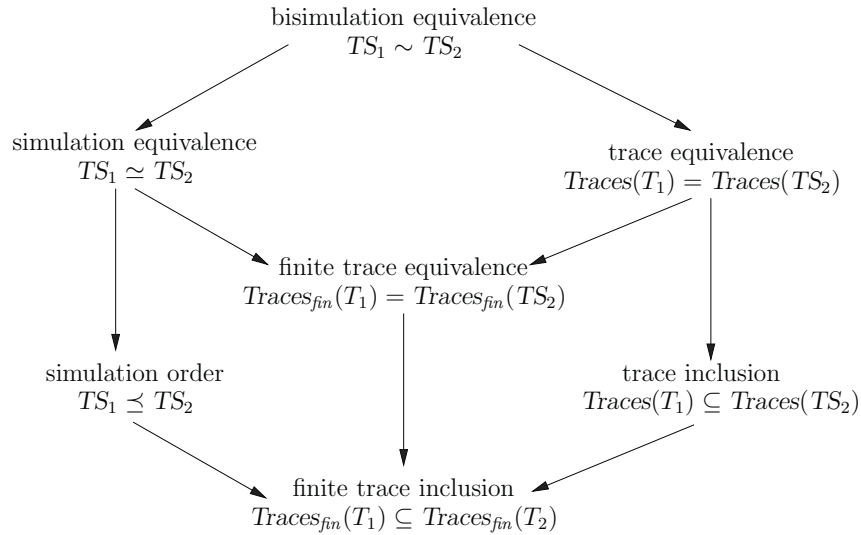 bisimulation equivalence
TS₁ ∼ TS₂
simulation equivalence
TS₁ ≃ TS₂
trace equivalence
Traces(T₁) = Traces(TS₂)
finite trace equivalence
Traces_fin(T₁) = Traces_fin(TS₂)
simulation order
TS₁ ⪯ TS₂
trace inclusion
Traces(T₁) ⊆ Traces(TS₂)
finite trace inclusion
Traces_fin(T₁) ⊆ Traces_fin(T₂)